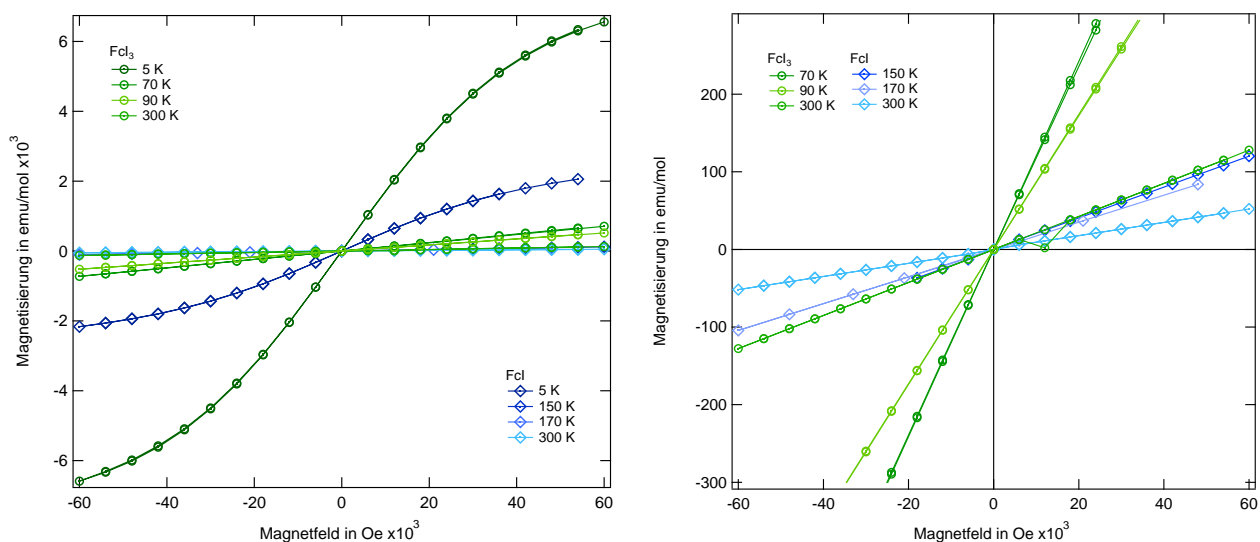 6
4
2
0
-2
-4
-6
Magnetisierung in emu/mol x10³
FcI₃
5 K
70 K
90 K
300 K
FcI
5 K
150 K
170 K
300 K
-60 -40 -20 0 20 40 60
Magnetfeld in Oe x10³
200
100
0
-100
-200
-300
Magnetisierung in emu/mol
FcI₃ FcI
70 K 150 K
90 K 170 K
300 K 300 K
-60 -40 -20 0 20 40 60
Magnetfeld in Oe x10³